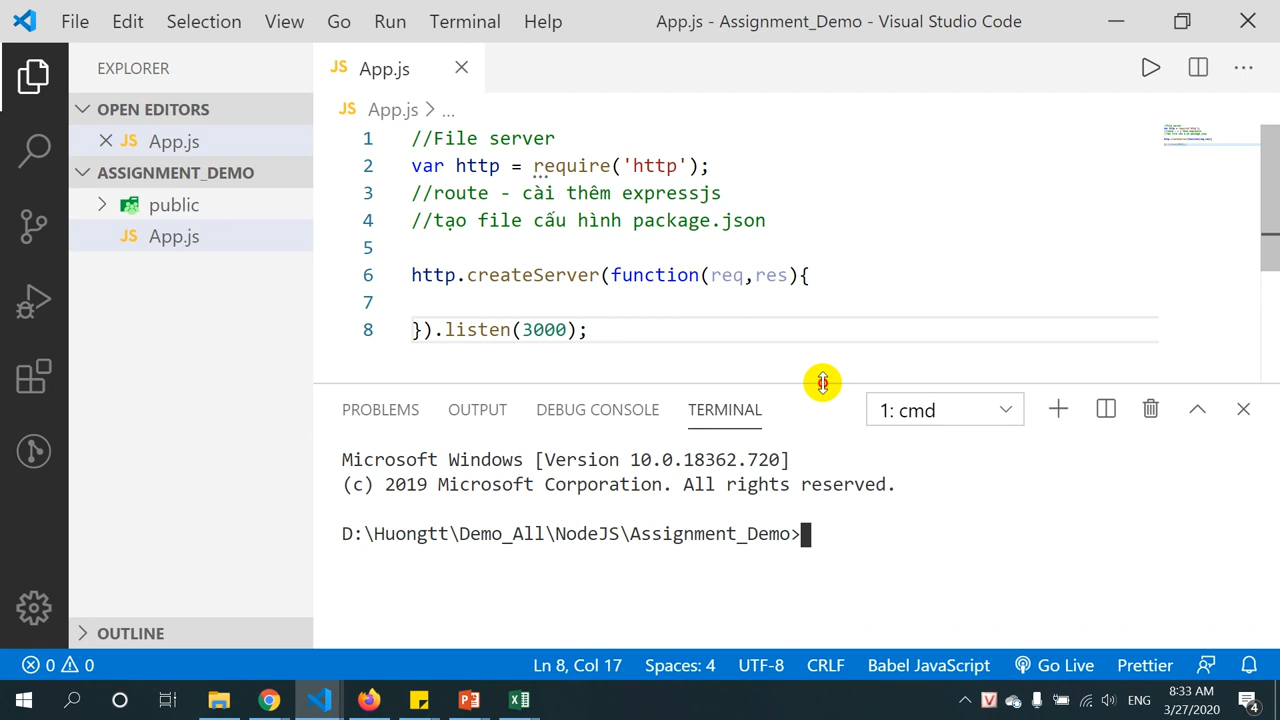 File Edit Selection View Go Run Terminal Help App.js - Assignment_Demo - Visual Studio Code
EXPLORER
OPEN EDITORS
JS App.js
ASSIGNMENT_DEMO
public
JS App.js
OUTLINE
JS App.js
JS App.js > ...
1 //File server
2 var http = require('http');
3 //route - cài thêm expressjs
4 //tạo file cấu hình package.json
5
6 http.createServer(function(req,res){
7
8 }).listen(3000);
PROBLEMS OUTPUT DEBUG CONSOLE TERMINAL 1: cmd
Microsoft Windows [Version 10.0.18362.720]
(c) 2019 Microsoft Corporation. All rights reserved.
D:\Huongtt\Demo_All\NodeJS\Assignment_Demo>
0 0 Ln 8, Col 17 Spaces: 4 UTF-8 CRLF Babel JavaScript Go Live Prettier
ENG 8:33 AM
3/27/2020 4